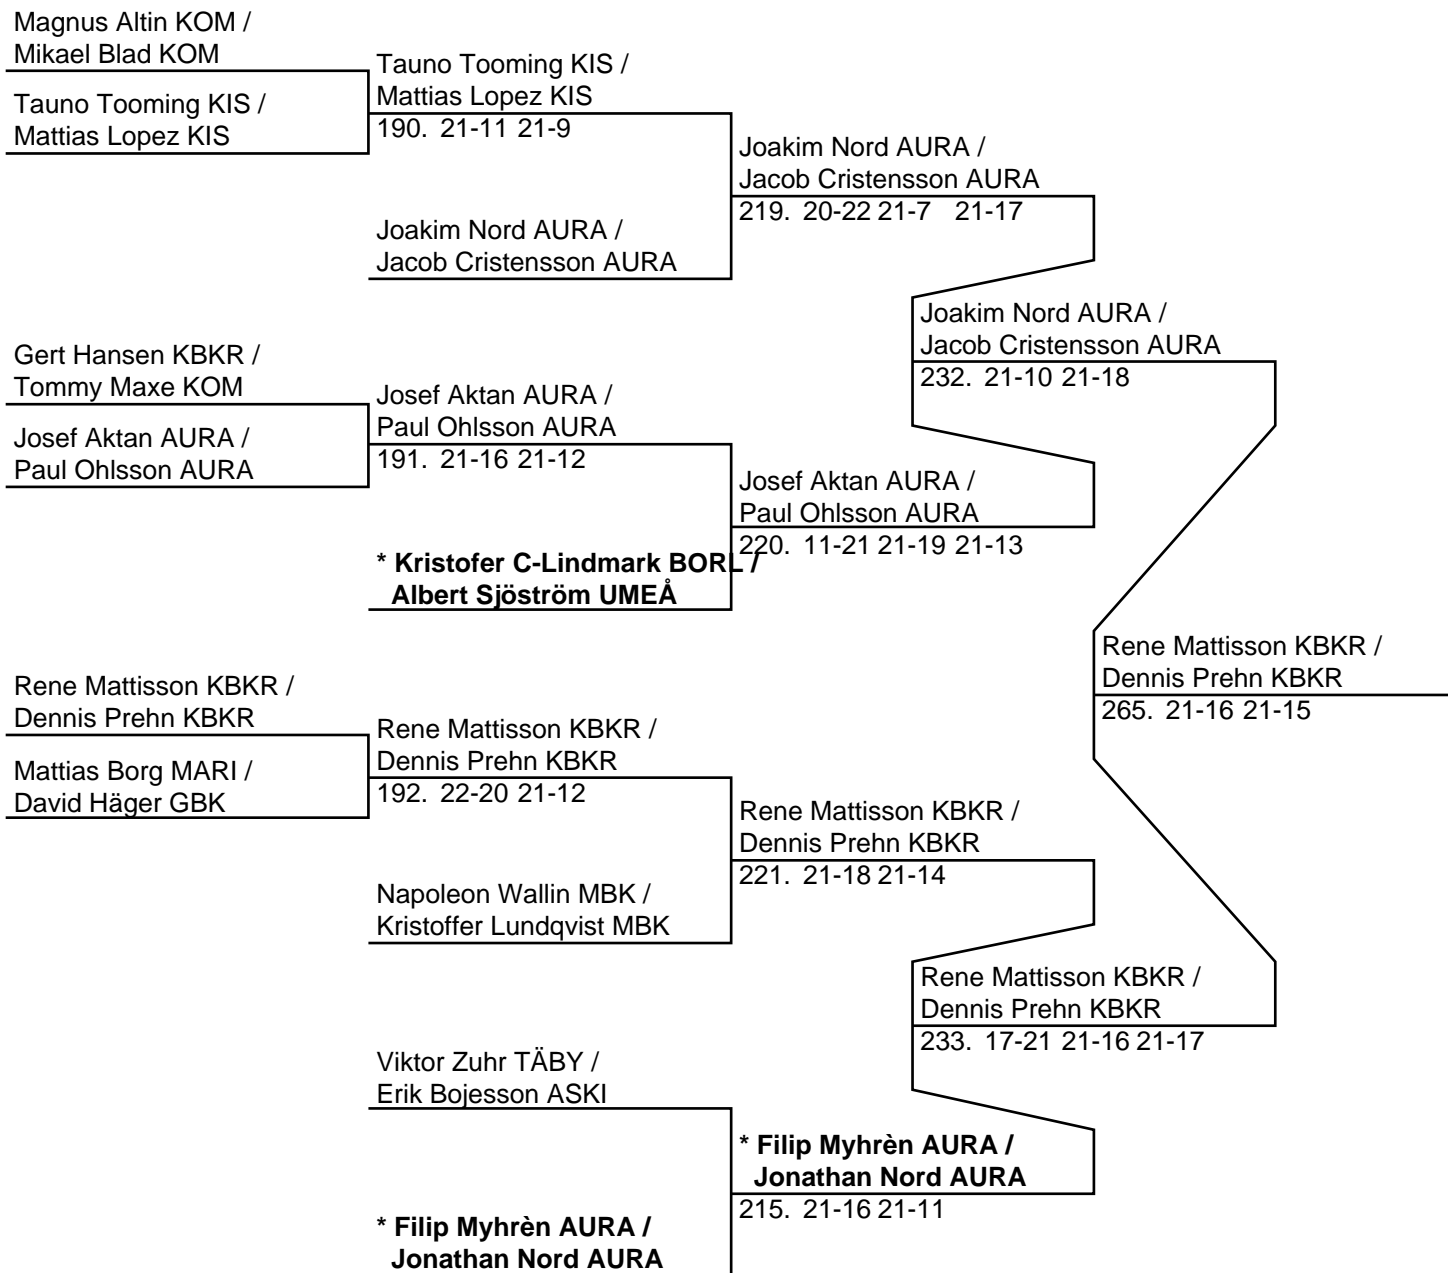 Magnus Altin KOM /
Mikael Blad KOM
Tauno Tooming KIS /
Mattias Lopez KIS
Tauno Tooming KIS /
Mattias Lopez KIS
190. 21-11 21-9
Joakim Nord AURA /
Jacob Cristensson AURA
Joakim Nord AURA /
Jacob Cristensson AURA
219. 20-22 21-7 21-17
Gert Hansen KBKR /
Tommy Maxe KOM
Josef Aktan AURA /
Paul Ohlsson AURA
Josef Aktan AURA /
Paul Ohlsson AURA
191. 21-16 21-12
* Kristofer C-Lindmark BORL /
Albert Sjöström UMEÅ
Josef Aktan AURA /
Paul Ohlsson AURA
220. 11-21 21-19 21-13
Joakim Nord AURA /
Jacob Cristensson AURA
232. 21-10 21-18
Rene Mattisson KBKR /
Dennis Prehn KBKR
Mattias Borg MARI /
David Häger GBK
Rene Mattisson KBKR /
Dennis Prehn KBKR
192. 22-20 21-12
Napoleon Wallin MBK /
Kristoffer Lundqvist MBK
Rene Mattisson KBKR /
Dennis Prehn KBKR
221. 21-18 21-14
Viktor Zuhr TÄBY /
Erik Bojesson ASKI
* Filip Myhrèn AURA /
Jonathan Nord AURA
* Filip Myhrèn AURA /
Jonathan Nord AURA
215. 21-16 21-11
Rene Mattisson KBKR /
Dennis Prehn KBKR
233. 17-21 21-16 21-17
Rene Mattisson KBKR /
Dennis Prehn KBKR
265. 21-16 21-15